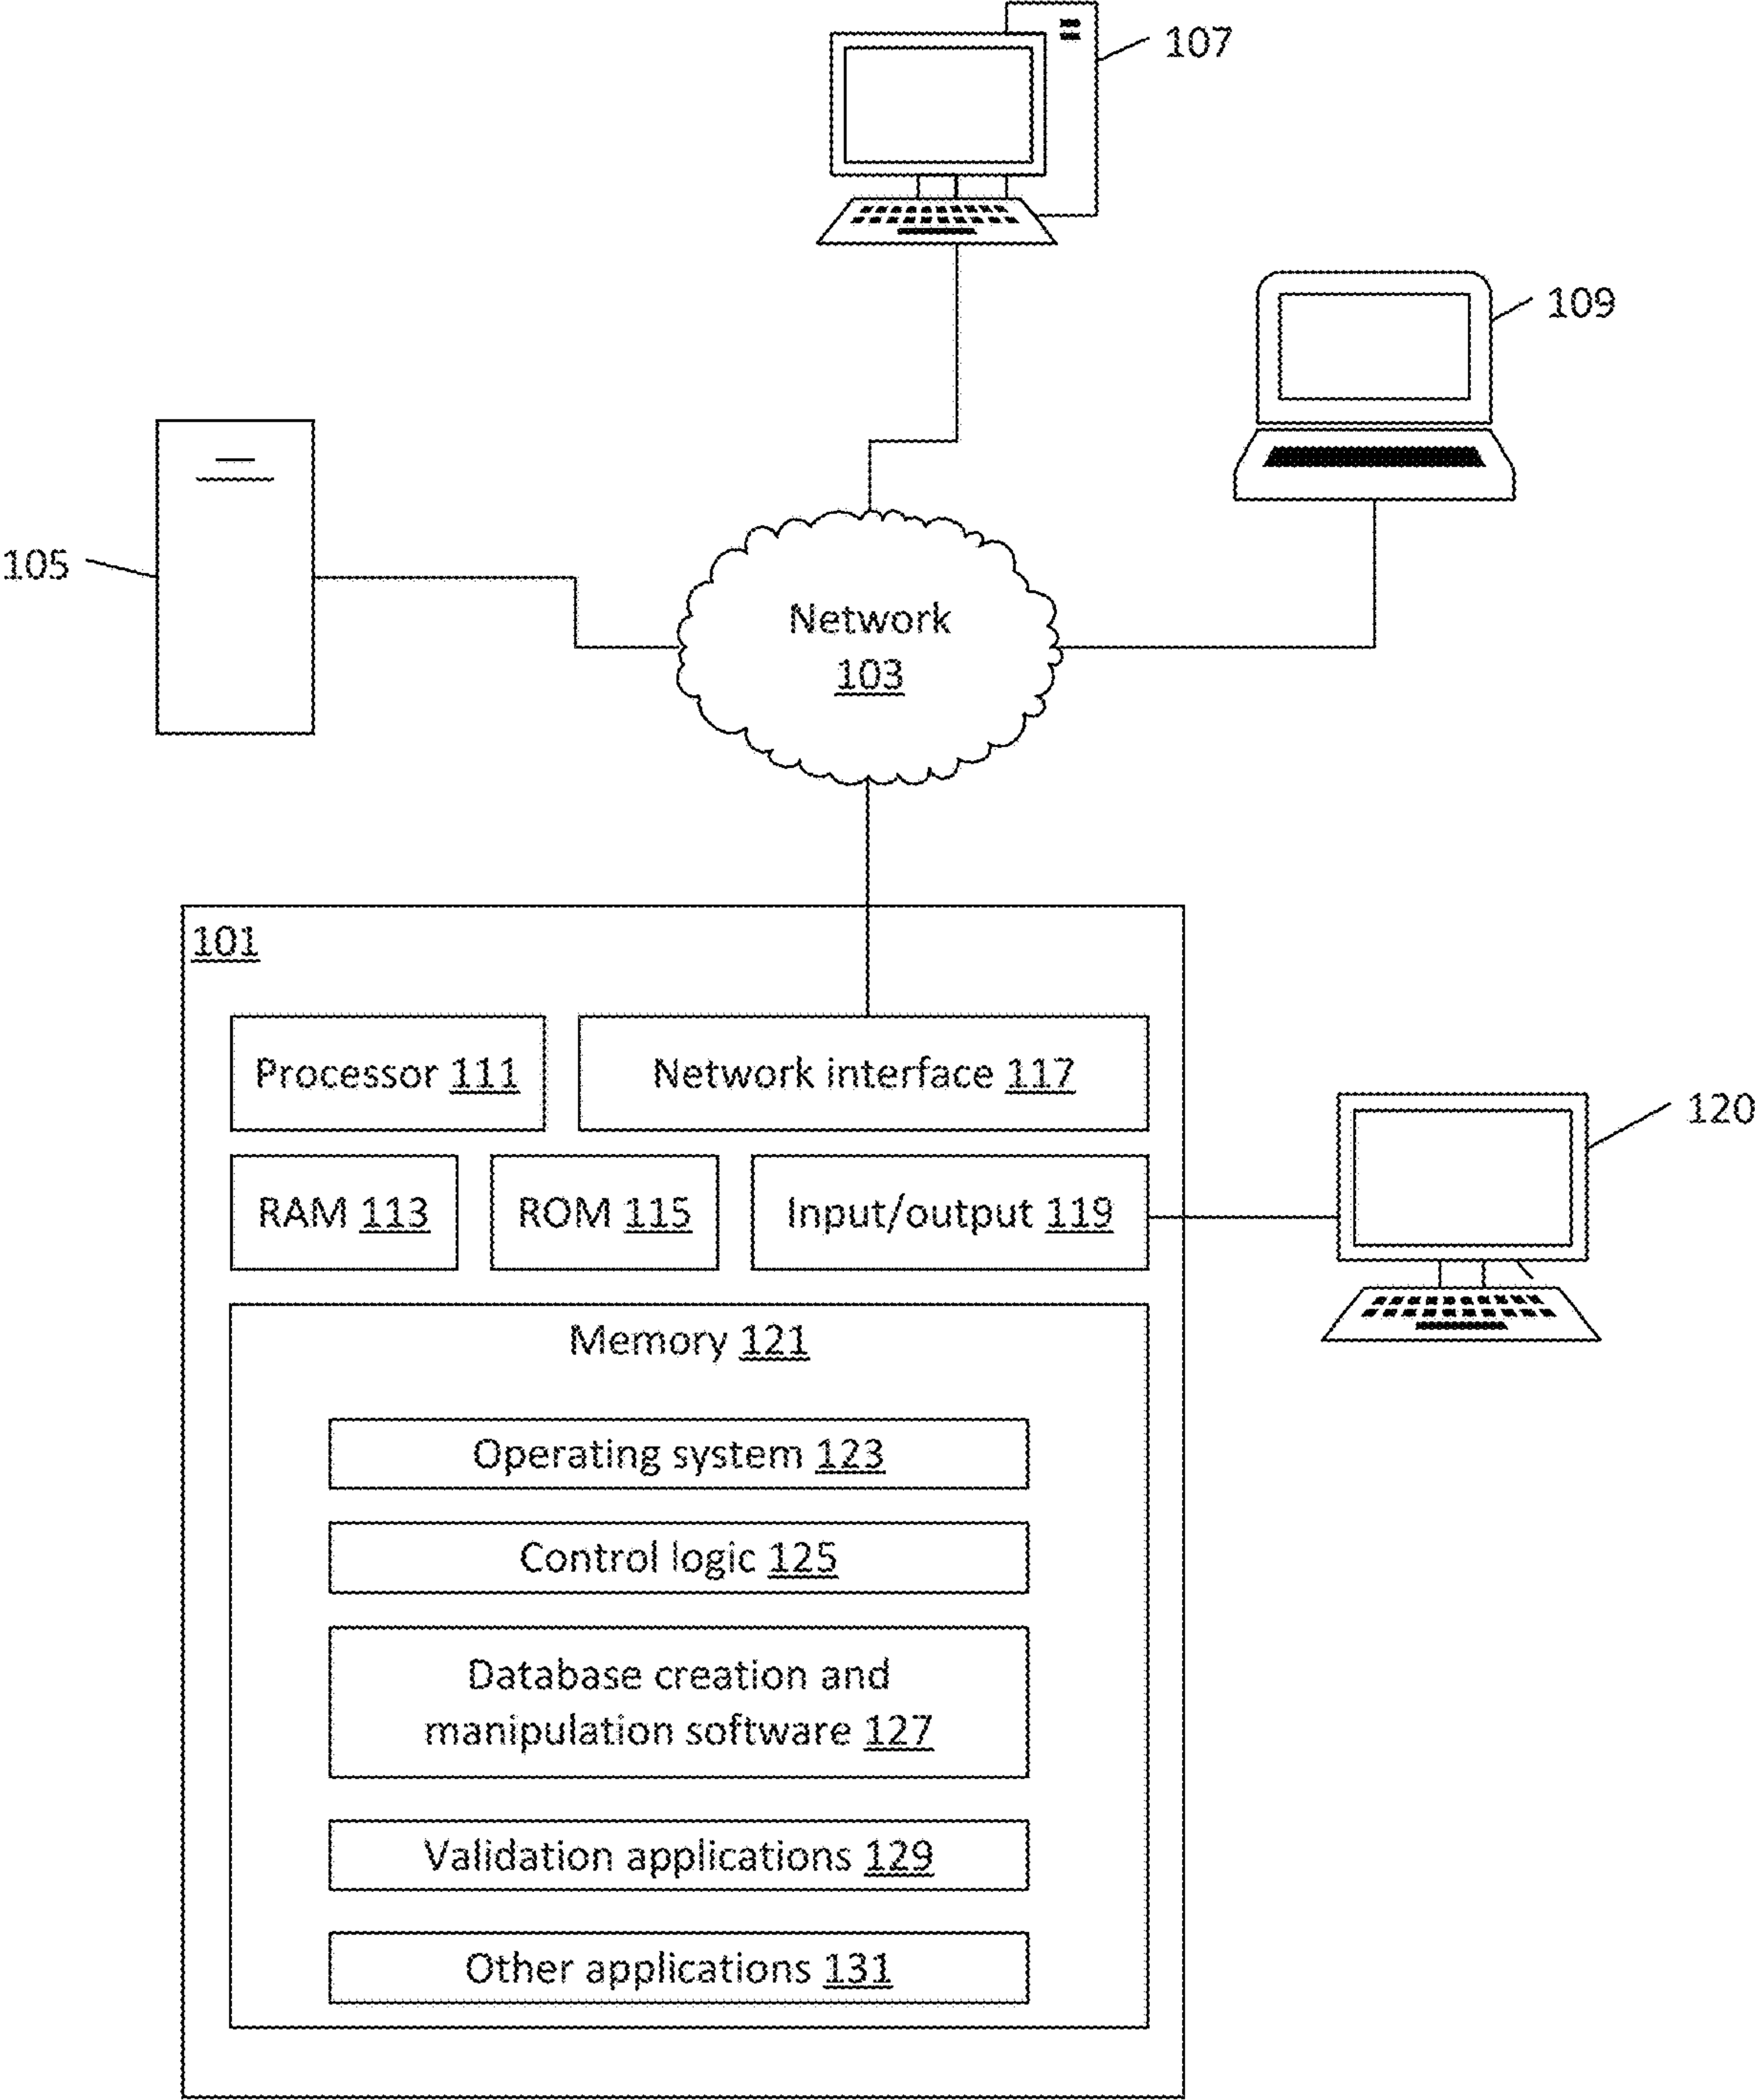 107
109
105
Network
103
101
Processor 111
Network interface 117
120
RAM 113
ROM 115
Input/output 119
Memory 121
Operating system 123
Control logic 125
Database creation and
manipulation software 127
Validation applications 129
Other applications 131